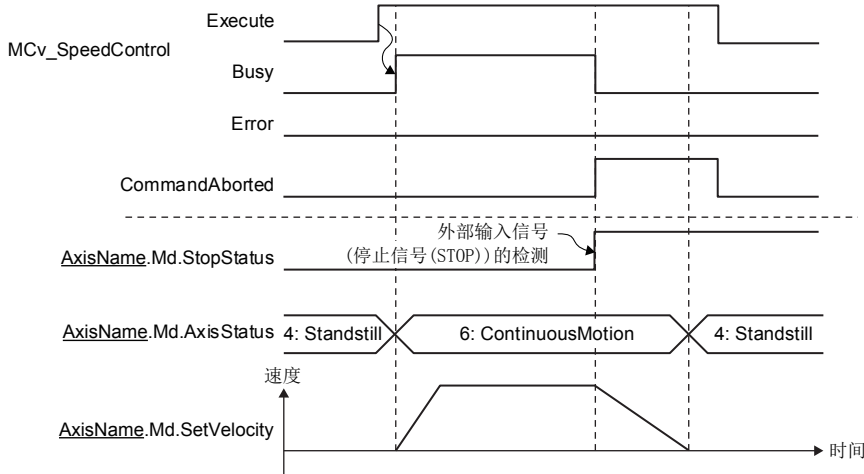 Execute
MCv_SpeedControl
Busy
Error
CommandAborted
外部输入信号
(停止信号(STOP))的检测
AxisName.Md.StopStatus
AxisName.Md.AxisStatus
4: Standstill
6: ContinuousMotion
4: Standstill
速度
AxisName.Md.SetVelocity
时间